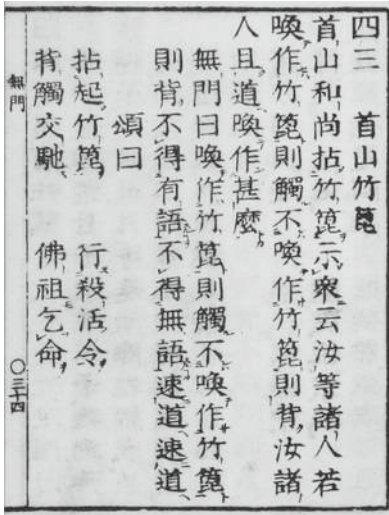 四三　首山竹篦
首山和尚拈竹篦示衆云汝等諸人若
喚作竹篦則觸不喚作竹篦則背汝諸
人且道喚作甚麼
無門曰喚作竹篦則觸不喚作竹篦
則背不得有語不得無語速道速道
頌曰
拈起竹篦　行殺活令
背觸交馳　佛祖乞命
無門
〇三十四